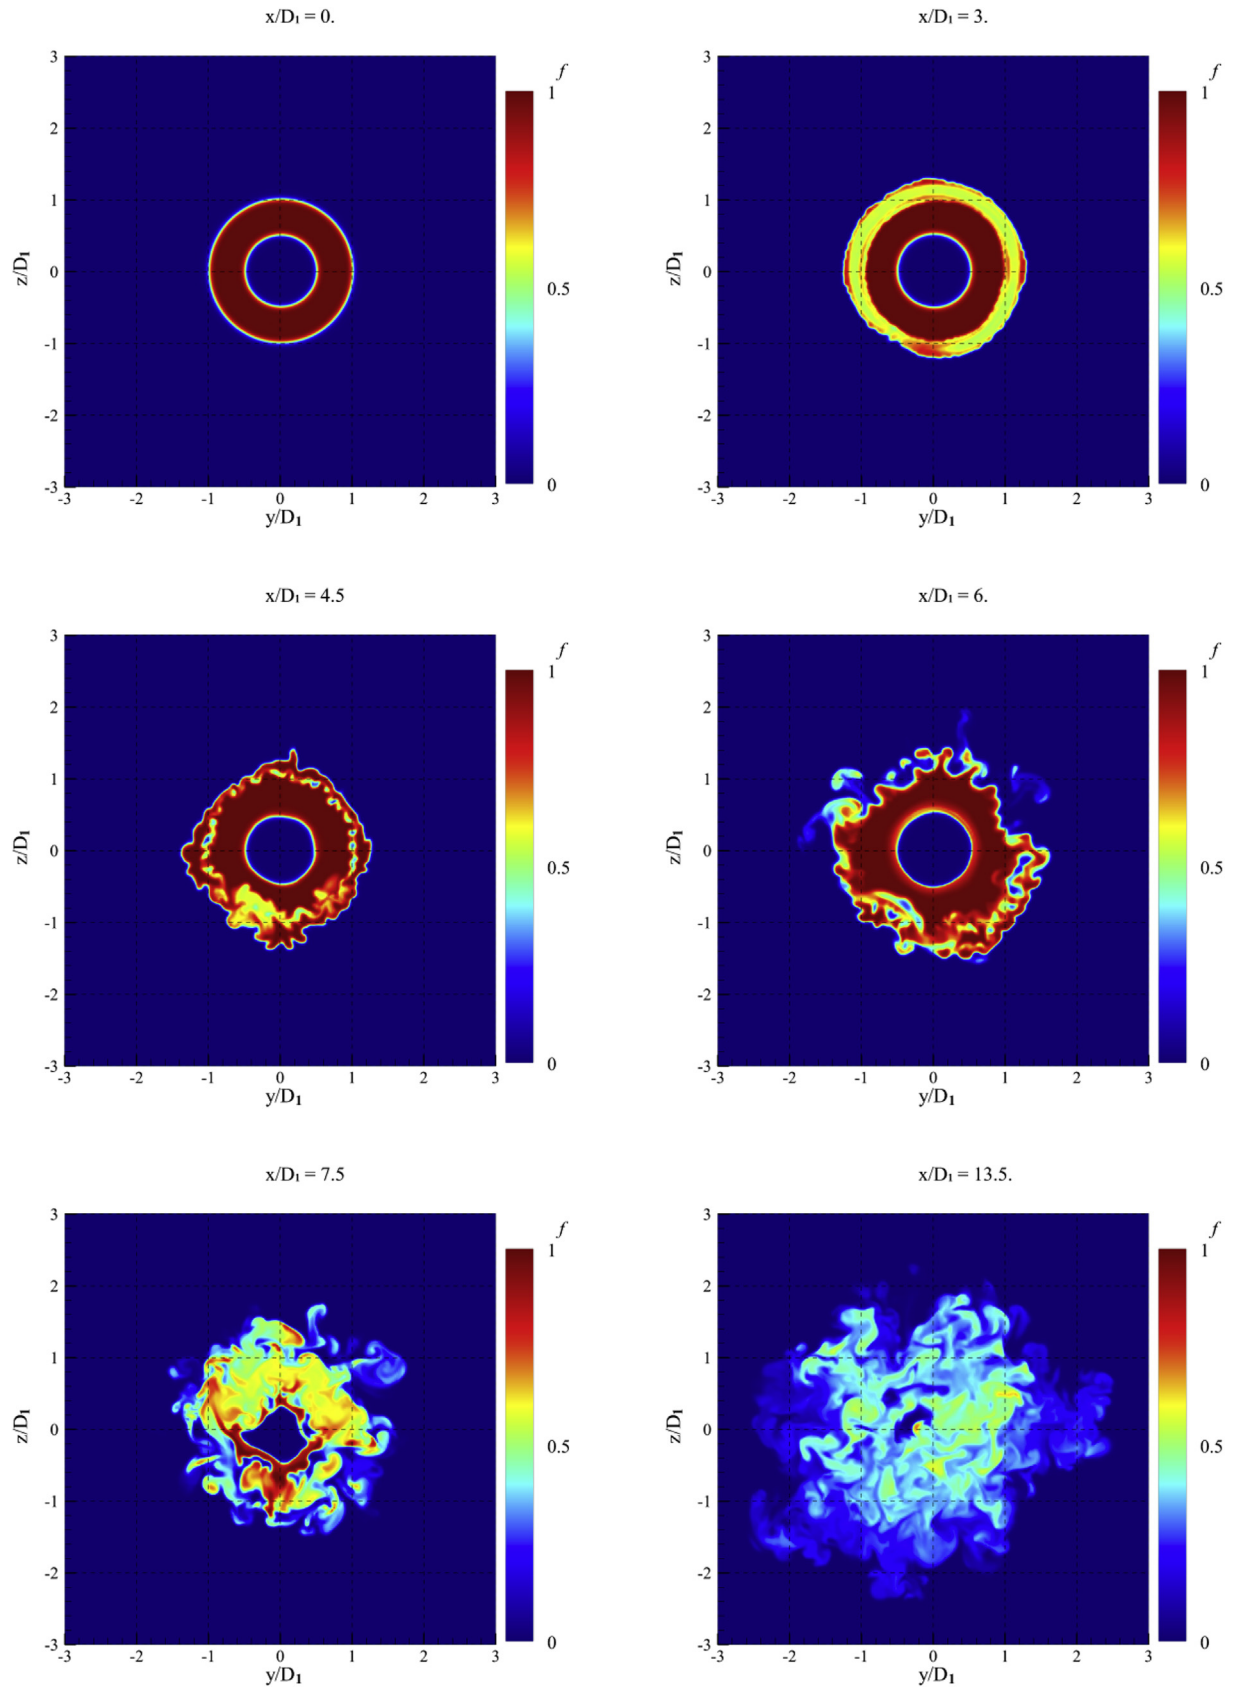 x/D₁ = 0.
x/D₁ = 3.
f
f
3
2
1
0
-1
-2
-3
z/D₁
1
0.5
0
3
2
1
0
-1
-2
-3
z/D₁
1
0.5
0
-3 -2 -1 0 1 2 3
-3 -2 -1 0 1 2 3
y/D₁
y/D₁
x/D₁ = 4.5
x/D₁ = 6.
f
f
3
2
1
0
-1
-2
-3
z/D₁
1
0.5
0
3
2
1
0
-1
-2
-3
z/D₁
1
0.5
0
-3 -2 -1 0 1 2 3
-3 -2 -1 0 1 2 3
y/D₁
y/D₁
x/D₁ = 7.5
x/D₁ = 13.5.
f
f
3
2
1
0
-1
-2
-3
z/D₁
1
0.5
0
3
2
1
0
-1
-2
-3
z/D₁
1
0.5
0
-3 -2 -1 0 1 2 3
-3 -2 -1 0 1 2 3
y/D₁
y/D₁